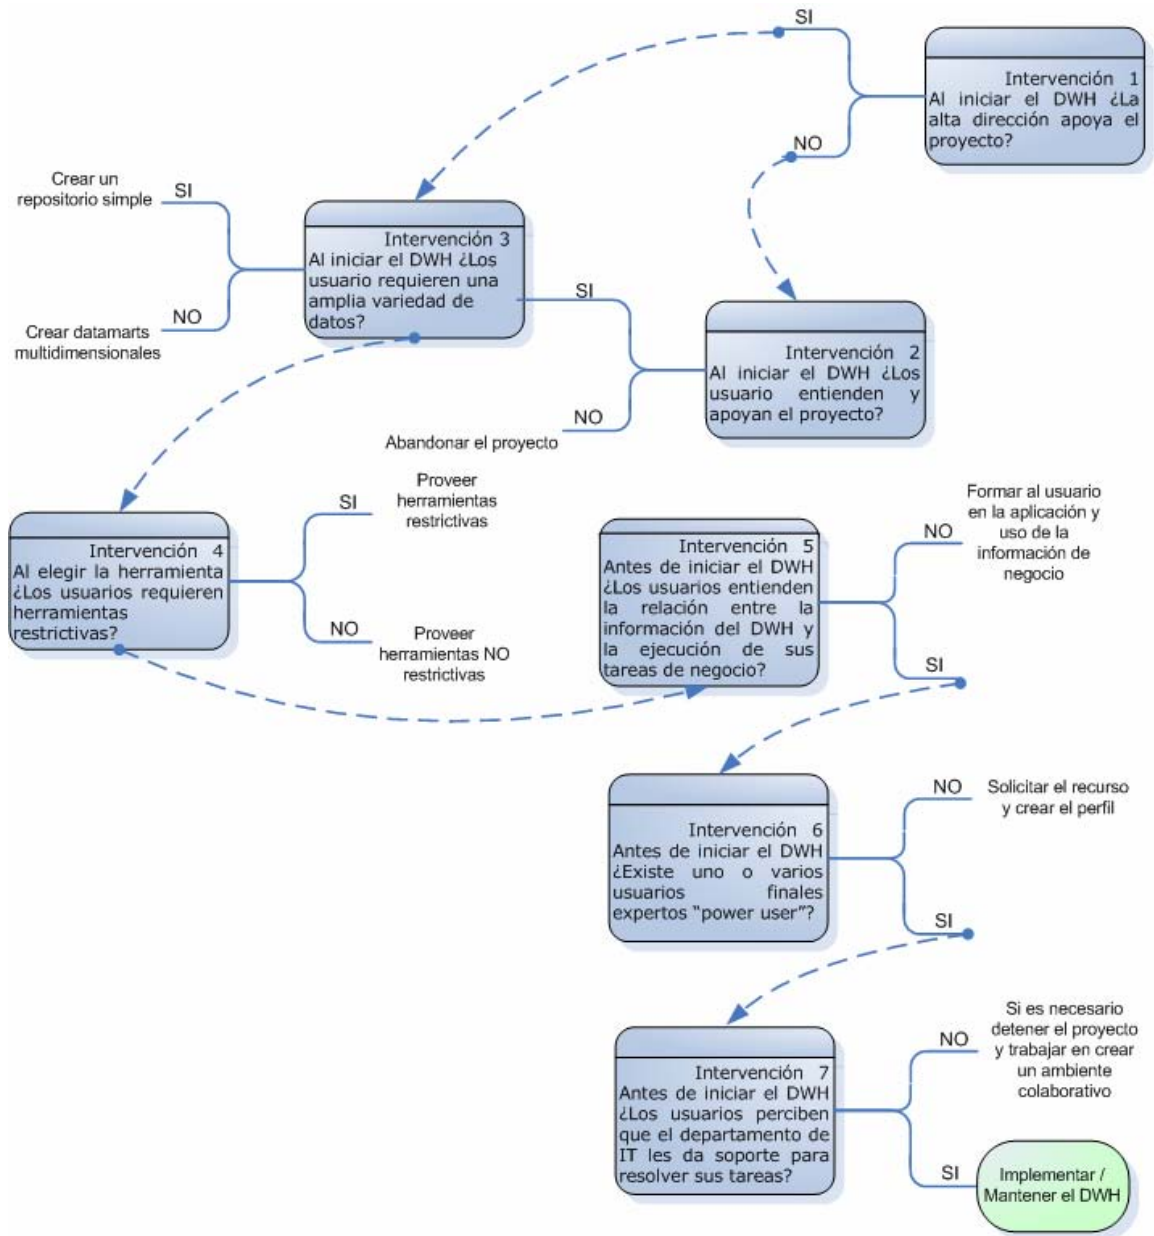 SI
Intervención 1
Al iniciar el DWH ¿La
alta dirección apoya el
proyecto?
NO
Crear un
repositorio simple
SI
Intervención 3
Al iniciar el DWH ¿Los
usuario requieren una
amplia variedad de
datos?
NO
Crear datamarts
multidimensionales
SI
Intervención 2
Al iniciar el DWH ¿Los
usuario entienden y
apoyan el proyecto?
NO
Abandonar el proyecto
Intervención 4
Al elegir la herramienta
¿Los usuarios requieren
herramientas
restrictivas?
SI
Proveer
herramientas
restrictivas
NO
Proveer
herramientas NO
restrictivas
Intervención 5
Antes de iniciar el DWH
¿Los usuarios entienden
la relación entre la
información del DWH y
la ejecución de sus
tareas de negocio?
NO
Formar al usuario
en la aplicación y
uso de la
información de
negocio
SI
Intervención 6
Antes de iniciar el DWH
¿Existe uno o varios
usuarios finales
expertos “power user”?
NO
Solicitar el recurso
y crear el perfil
SI
Intervención 7
Antes de iniciar el DWH
¿Los usuarios perciben
que el departamento de
IT les da soporte para
resolver sus tareas?
NO
Si es necesario
detener el proyecto
y trabajar en crear
un ambiente
colaborativo
SI
Implementar /
Mantener el DWH